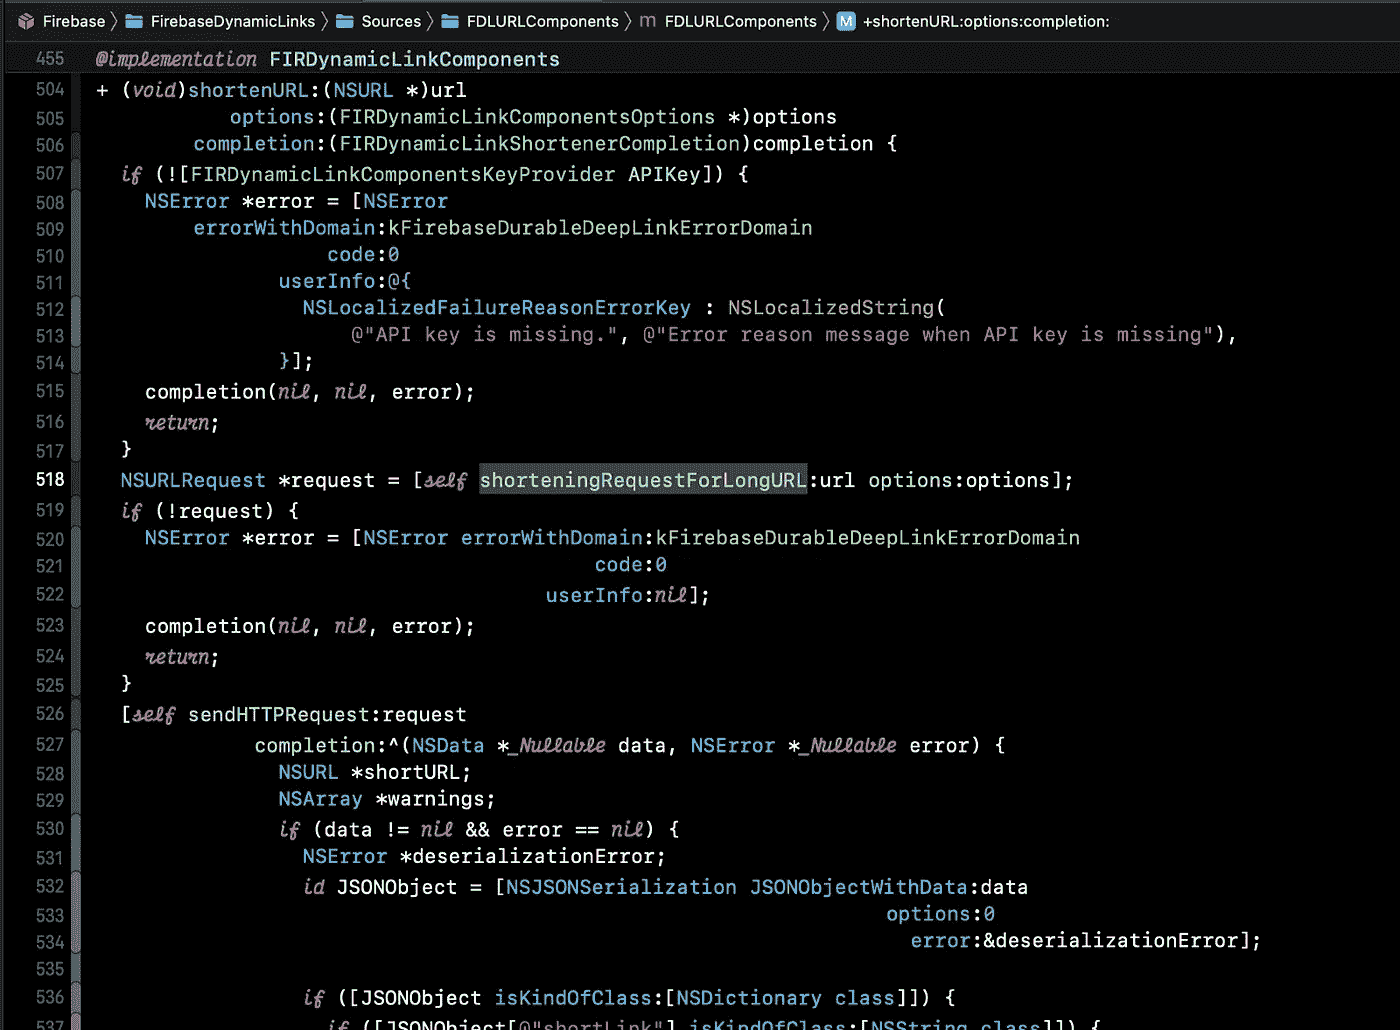 Firebase 〉 FirebaseDynamicLinks 〉 Sources 〉 FDLURLComponents 〉 m FDLURLComponents 〉 M +shortenURL:options:completion:
455 @implementation FIRDynamicLinkComponents
504 + (void)shortenURL:(NSURL *)url
505 options:(FIRDynamicLinkComponentsOptions *)options
506 completion:(FIRDynamicLinkShortenerCompletion)completion {
507 if (![FIRDynamicLinkComponentsKeyProvider APIKey]) {
508 NSError *error = [NSError
509 errorWithDomain:kFirebaseDurableDeepLinkErrorDomain
510 code:0
511 userInfo:@{
512 NSLocalizedFailureReasonErrorKey : NSLocalizedString(
513 @"API key is missing.", @"Error reason message when API key is missing"),
514 }];
515 completion(nil, nil, error);
516 return;
517 }
518 NSURLRequest *request = [self shorteningRequestForLongURL:url options:options];
519 if (!request) {
520 NSError *error = [NSError errorWithDomain:kFirebaseDurableDeepLinkErrorDomain
521 code:0
522 userInfo:nil];
523 completion(nil, nil, error);
524 return;
525 }
526 [self sendHTTPRequest:request
527 completion:^(NSData *_Nullable data, NSError *_Nullable error) {
528 NSURL *shortURL;
529 NSArray *warnings;
530 if (data != nil && error == nil) {
531 NSError *deserializationError;
532 id JSONObject = [NSJSONSerialization JSONObjectWithData:data
533 options:0
534 error:&deserializationError];
535
536 if ([JSONObject isKindOfClass:[NSDictionary class]]) {
537 if ([JSONObject[@"shortLink"] isKindOfClass:[NSString class]]) {